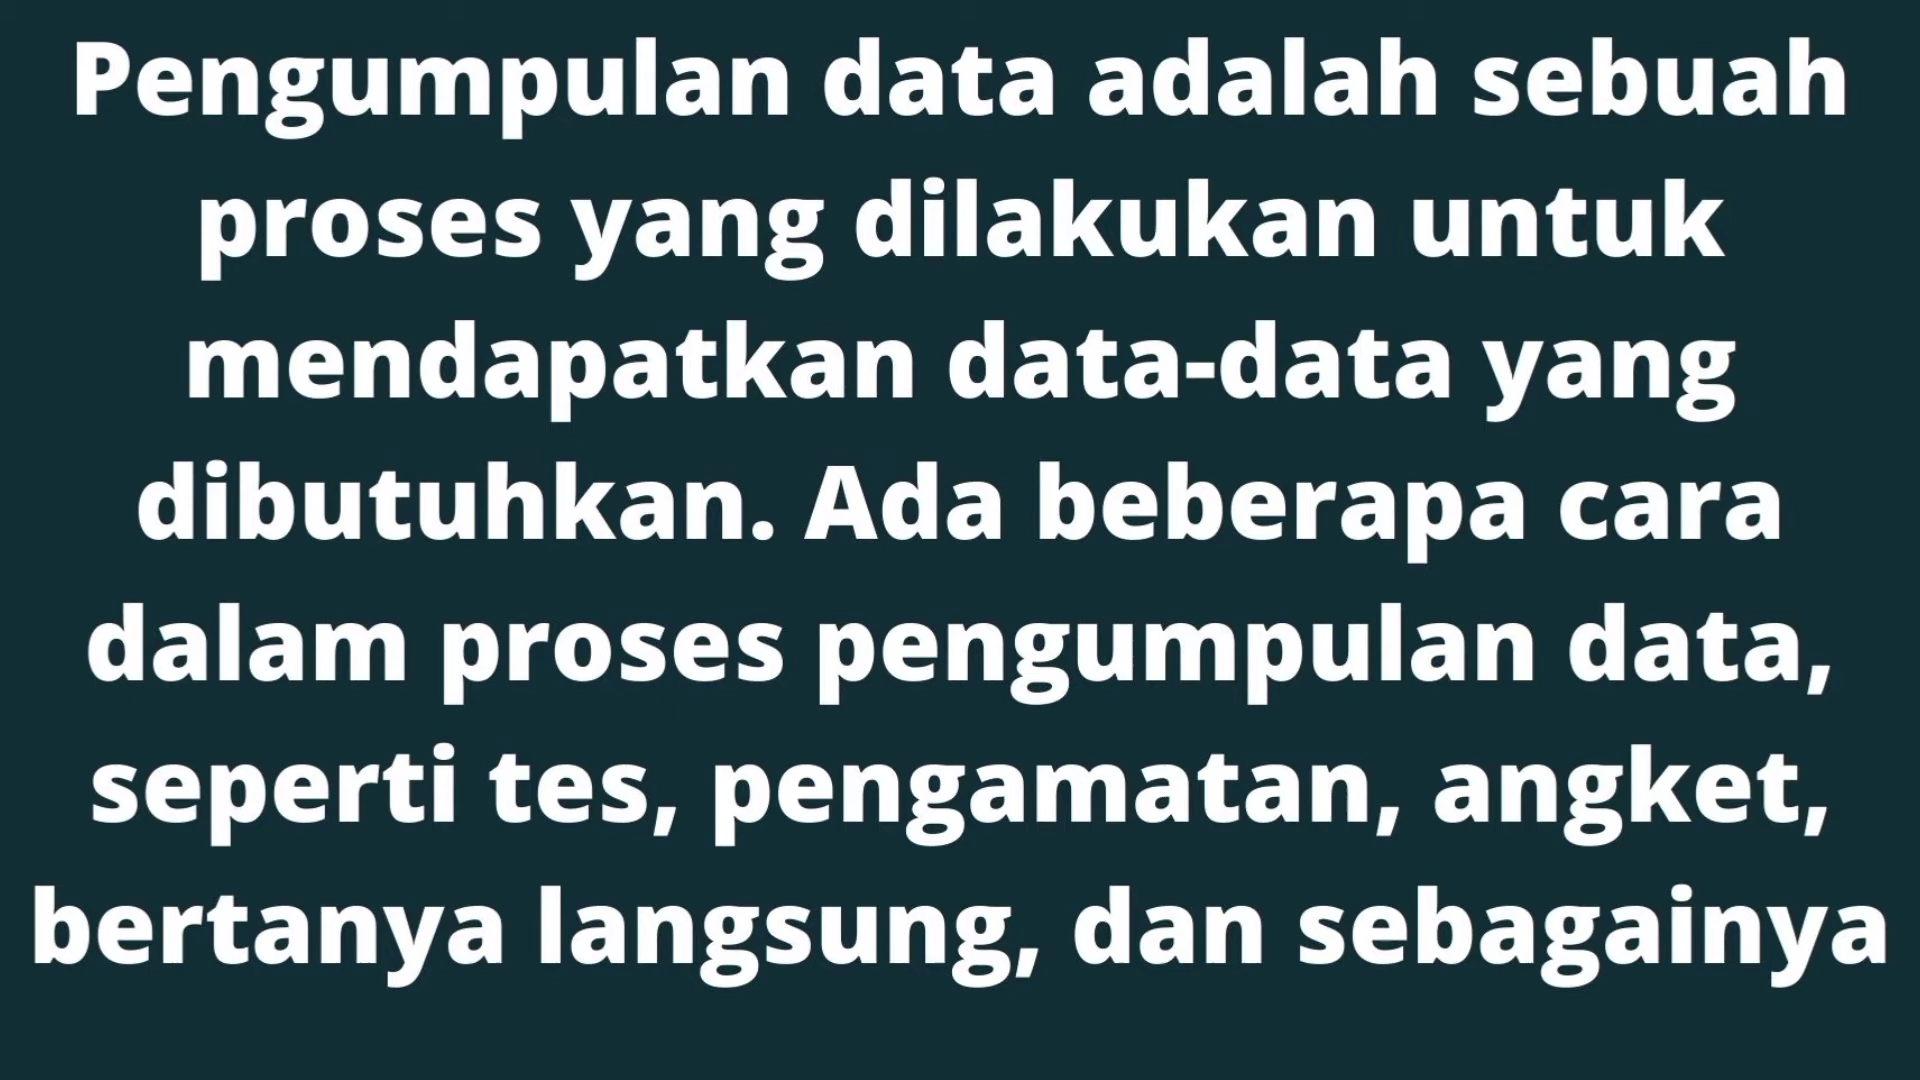 Pengumpulan data adalah sebuah
proses yang dilakukan untuk
mendapatkan data-data yang
dibutuhkan. Ada beberapa cara
dalam proses pengumpulan data,
seperti tes, pengamatan, angket,
bertanya langsung, dan sebagainya